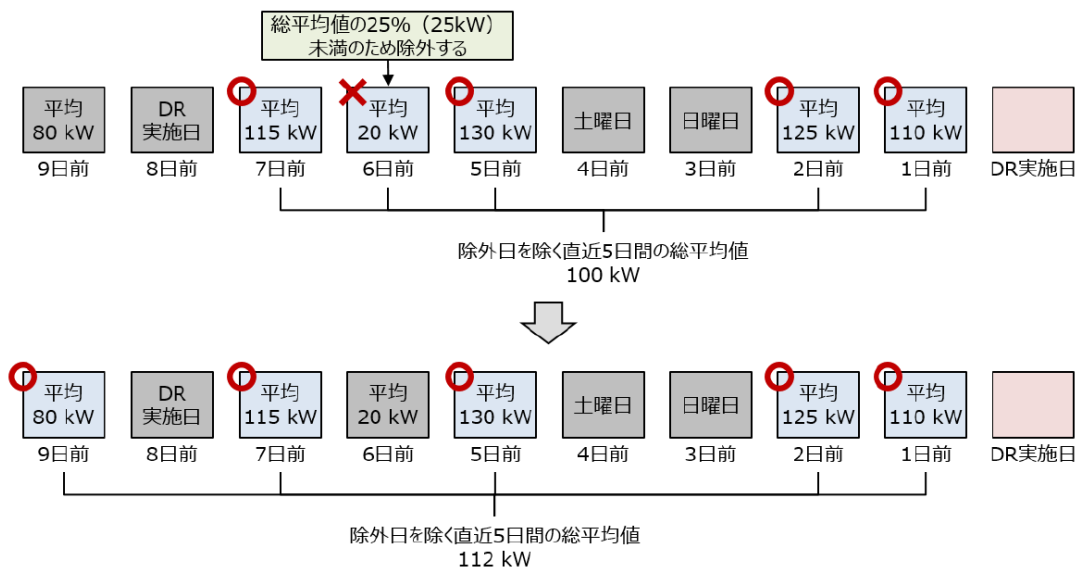 総平均値の25%（25kW）
未満のため除外する
平均
80 kW
DR
実施日
平均
115 kW
平均
20 kW
平均
130 kW
土曜日
日曜日
平均
125 kW
平均
110 kW
9日前
8日前
7日前
6日前
5日前
4日前
3日前
2日前
1日前
DR実施日
除外日を除く直近5日間の総平均値
100 kW
平均
80 kW
DR
実施日
平均
115 kW
平均
20 kW
平均
130 kW
土曜日
日曜日
平均
125 kW
平均
110 kW
9日前
8日前
7日前
6日前
5日前
4日前
3日前
2日前
1日前
DR実施日
除外日を除く直近5日間の総平均値
112 kW